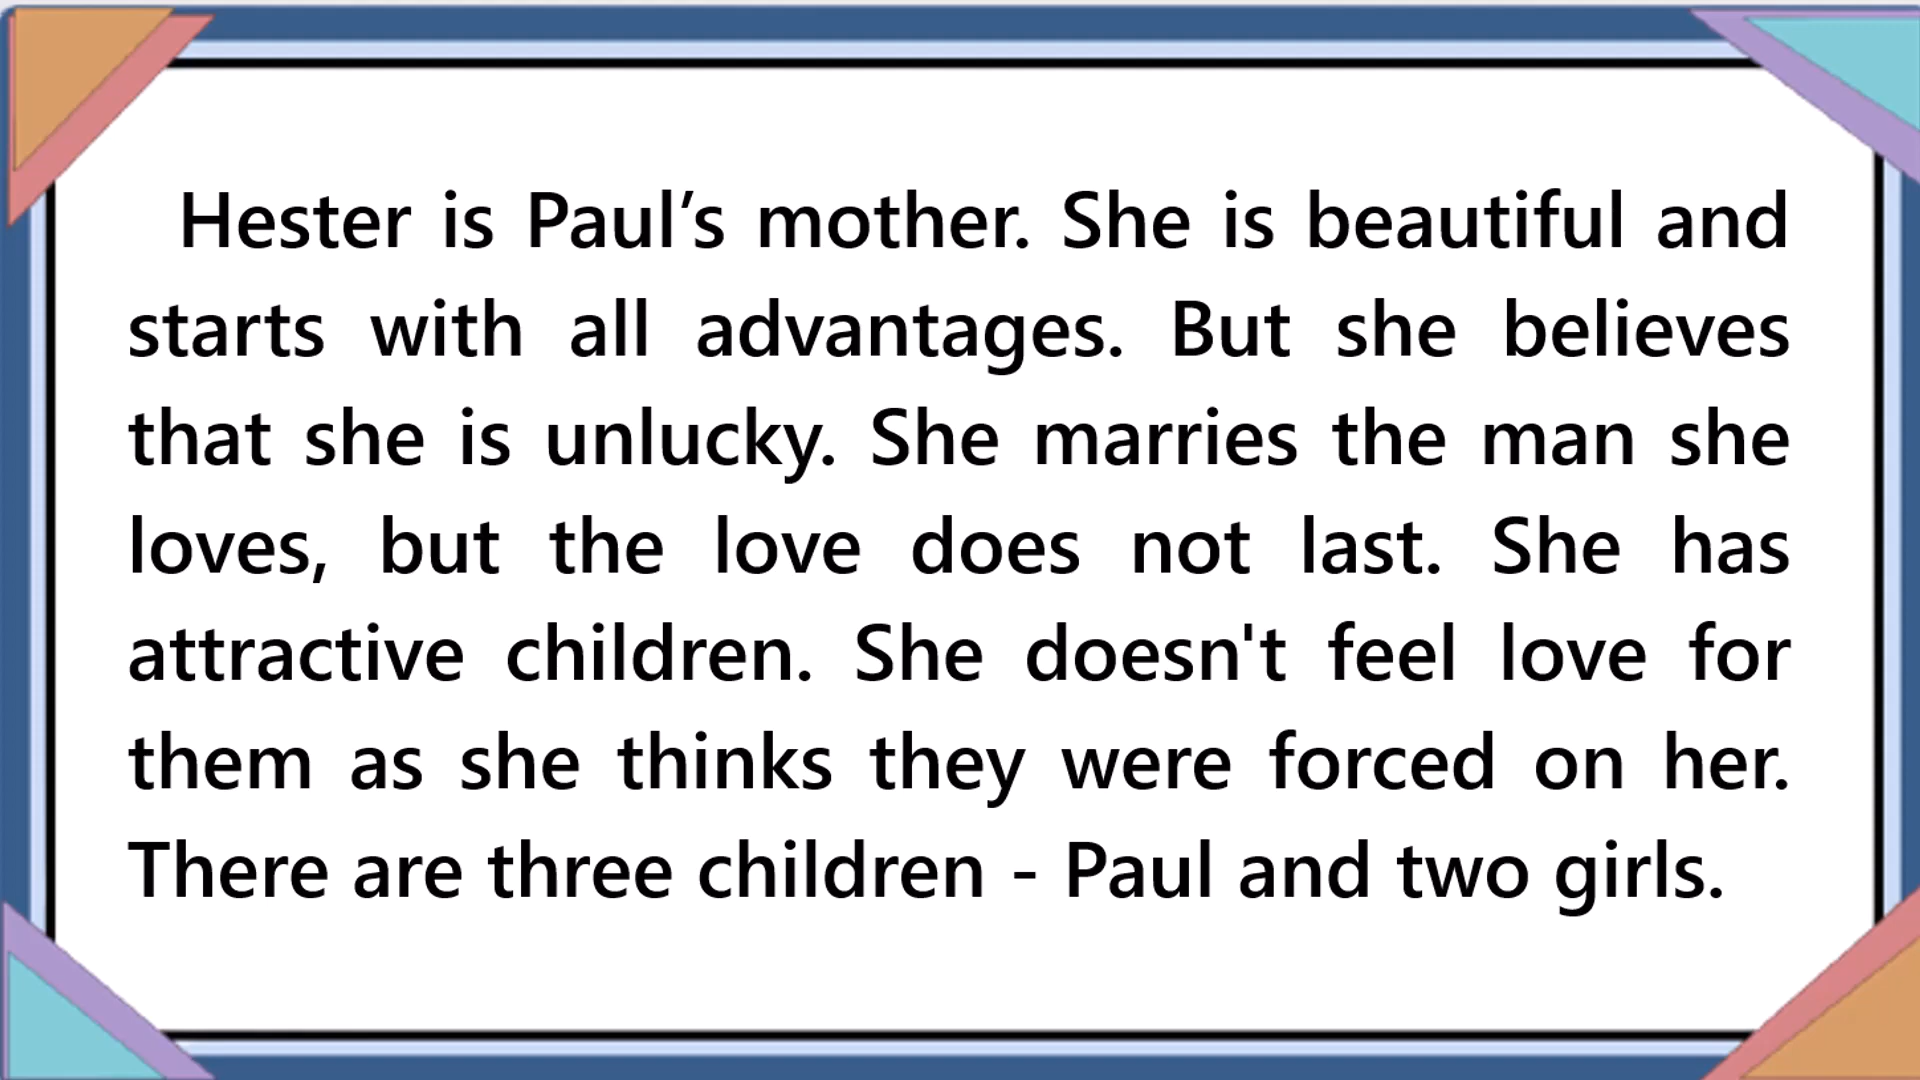 Hester is Paul’s mother. She is beautiful and
starts with all advantages. But she believes
that she is unlucky. She marries the man she
loves, but the love does not last. She has
attractive children. She doesn't feel love for
them as she thinks they were forced on her.
There are three children - Paul and two girls.